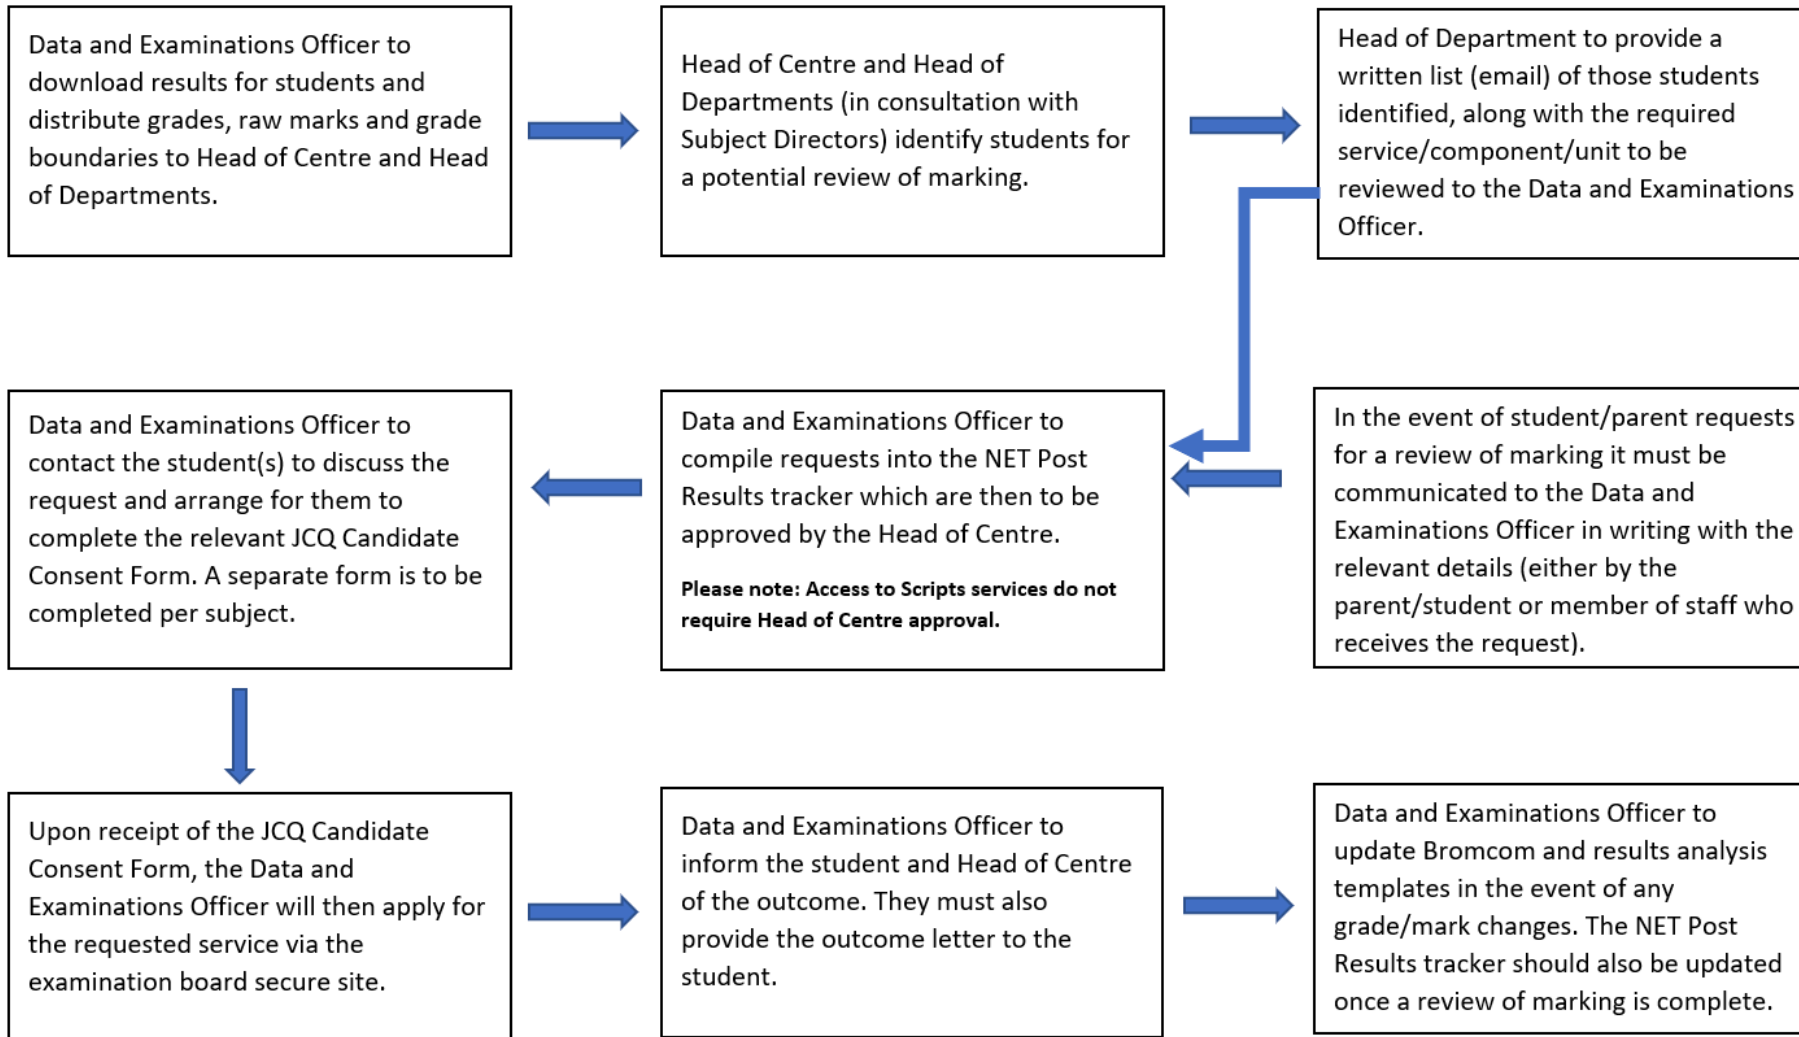 Data and Examinations Officer to
download results for students and
distribute grades, raw marks and grade
boundaries to Head of Centre and Head
of Departments.
Head of Centre and Head of
Departments (in consultation with
Subject Directors) identify students for
a potential review of marking.
Head of Department to provide a
written list (email) of those students
identified, along with the required
service/component/unit to be
reviewed to the Data and Examinations
Officer.
In the event of student/parent requests
for a review of marking it must be
communicated to the Data and
Examinations Officer in writing with the
relevant details (either by the
parent/student or member of staff who
receives the request).
Data and Examinations Officer to
compile requests into the NET Post
Results tracker which are then to be
approved by the Head of Centre.
Please note: Access to Scripts services do not
require Head of Centre approval.
Data and Examinations Officer to
contact the student(s) to discuss the
request and arrange for them to
complete the relevant JCQ Candidate
Consent Form. A separate form is to be
completed per subject.
Upon receipt of the JCQ Candidate
Consent Form, the Data and
Examinations Officer will then apply for
the requested service via the
examination board secure site.
Data and Examinations Officer to
inform the student and Head of Centre
of the outcome. They must also
provide the outcome letter to the
student.
Data and Examinations Officer to
update Bromcom and results analysis
templates in the event of any
grade/mark changes. The NET Post
Results tracker should also be updated
once a review of marking is complete.